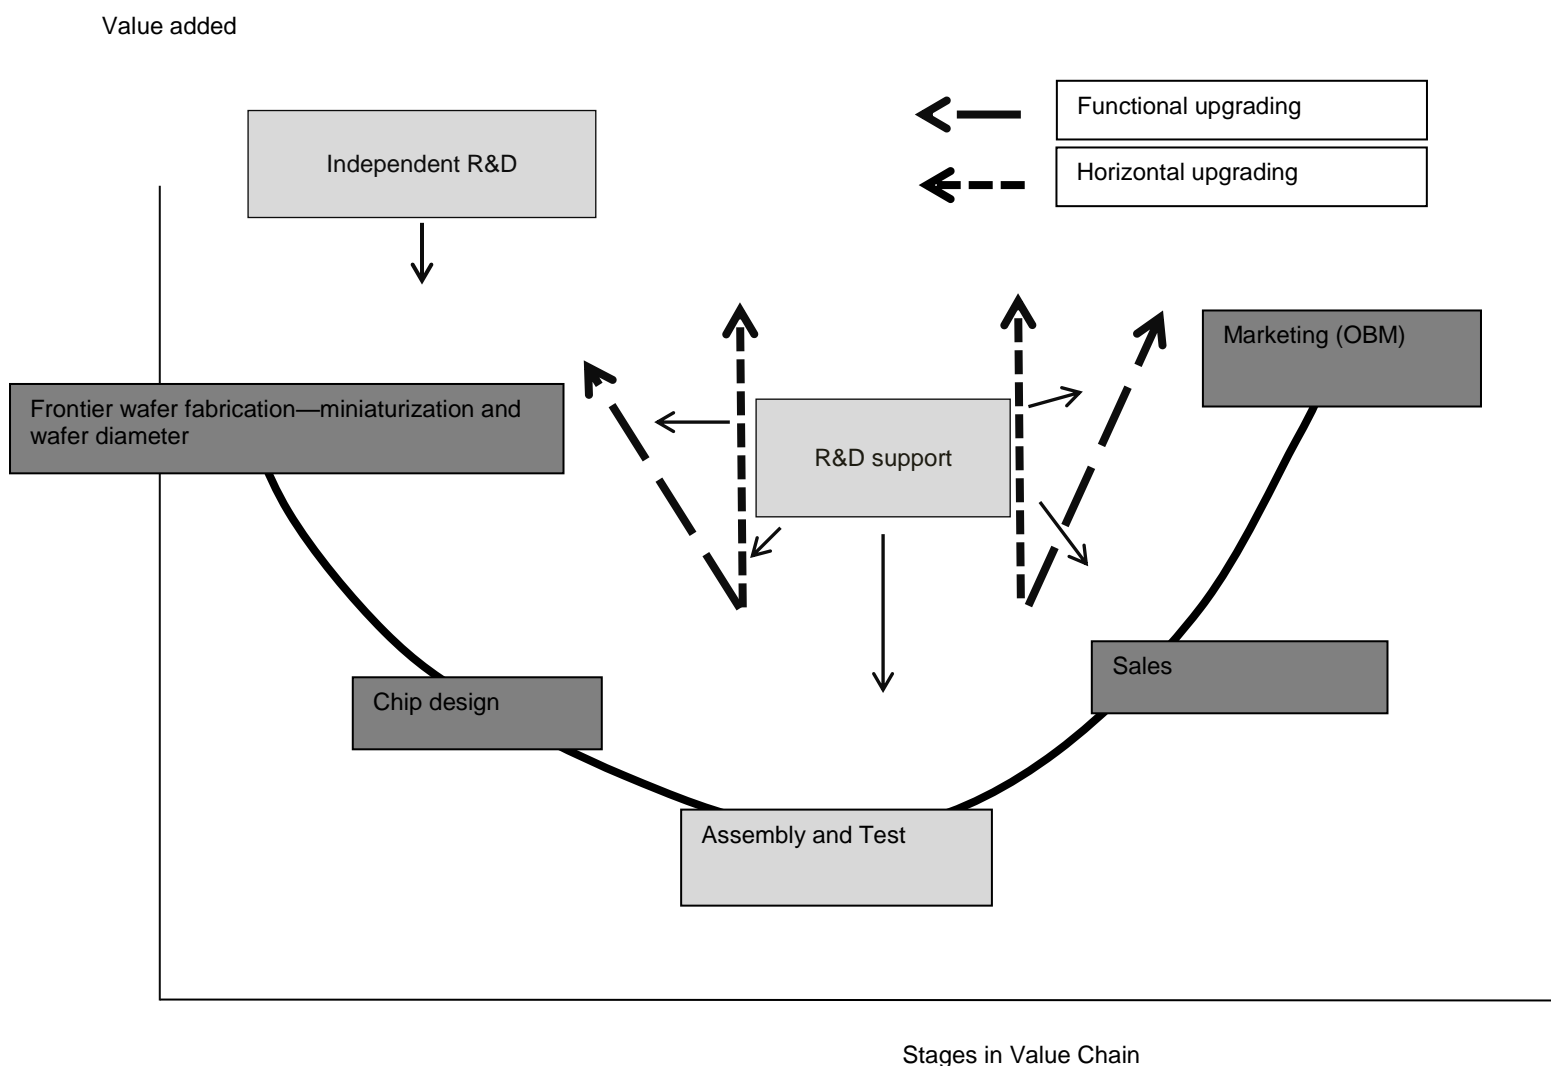 Value added
Functional upgrading
Independent R&D
Horizontal upgrading
Marketing (OBM)
Frontier wafer fabrication—miniaturization and
wafer diameter
R&D support
Sales
Chip design
Assembly and Test
Stages in Value Chain